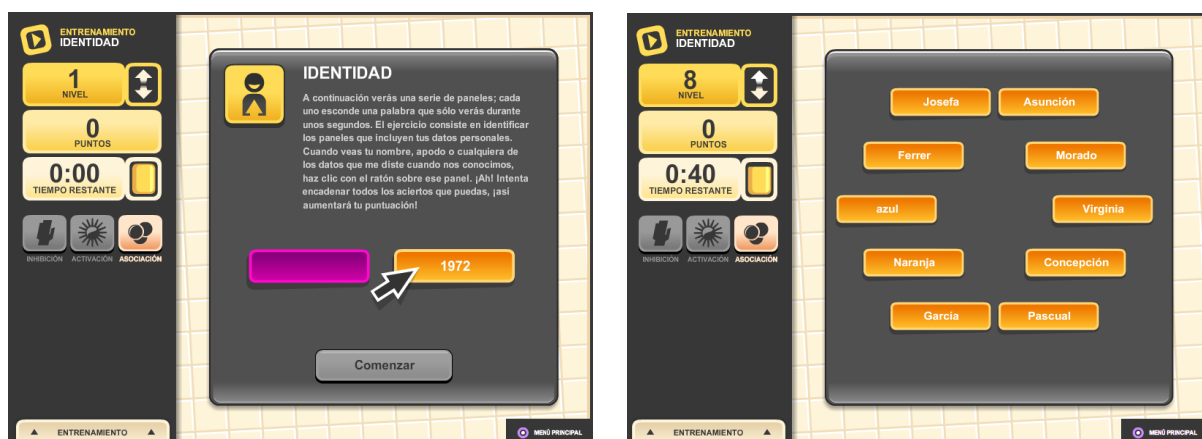 ENTRENAMIENTO
IDENTIDAD
1
NIVEL
0
PUNTOS
0:00
TIEMPO RESTANTE
INHIBICIÓN ACTIVACIÓN ASOCIACIÓN
IDENTIDAD
A continuación verás una serie de paneles; cada
uno esconde una palabra que sólo verás durante
unos segundos. El ejercicio consiste en identificar
los paneles que incluyen tus datos personales.
Cuando veas tu nombre, apodo o cualquiera de
los datos que me diste cuando nos conocimos,
haz clic con el ratón sobre ese panel. ¡Ah! Intenta
encadenar todos los aciertos que puedas, ¡asi
aumentará tu puntuación!
1972
Comenzar
ENTRENAMIENTO
MENÚ PRINCIPAL
ENTRENAMIENTO
IDENTIDAD
8
NIVEL
0
PUNTOS
0:40
TIEMPO RESTANTE
INHIBICIÓN ACTIVACIÓN ASOCIACIÓN
Josefa Asunción
Ferrer Morado
azul Virginia
Naranja Concepción
García Pascual
ENTRENAMIENTO
MENÚ PRINCIPAL